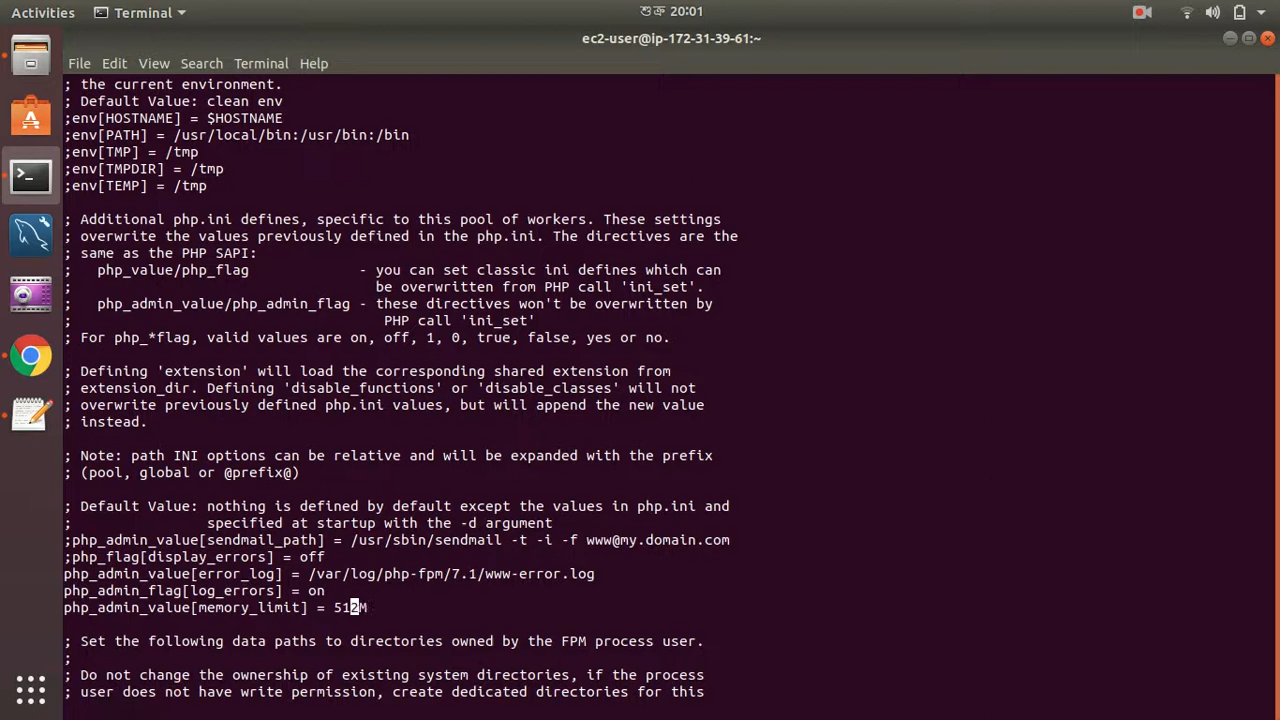 Activities
Terminal
শুক্র 20:01
ec2-user@ip-172-31-39-61:~
File Edit View Search Terminal Help
; the current environment.
; Default Value: clean env
;env[HOSTNAME] = $HOSTNAME
;env[PATH] = /usr/local/bin:/usr/bin:/bin
;env[TMP] = /tmp
;env[TMPDIR] = /tmp
;env[TEMP] = /tmp
; Additional php.ini defines, specific to this pool of workers. These settings
; overwrite the values previously defined in the php.ini. The directives are the
; same as the PHP SAPI:
;   php_value/php_flag             - you can set classic ini defines which can
;                                    be overwritten from PHP call 'ini_set'.
;   php_admin_value/php_admin_flag - these directives won't be overwritten by
;                                     PHP call 'ini_set'
; For php_*flag, valid values are on, off, 1, 0, true, false, yes or no.
; Defining 'extension' will load the corresponding shared extension from
; extension_dir. Defining 'disable_functions' or 'disable_classes' will not
; overwrite previously defined php.ini values, but will append the new value
; instead.
; Note: path INI options can be relative and will be expanded with the prefix
; (pool, global or @prefix@)
; Default Value: nothing is defined by default except the values in php.ini and
;                specified at startup with the -d argument
;php_admin_value[sendmail_path] = /usr/sbin/sendmail -t -i -f www@my.domain.com
;php_flag[display_errors] = off
php_admin_value[error_log] = /var/log/php-fpm/7.1/www-error.log
php_admin_flag[log_errors] = on
php_admin_value[memory_limit] = 512M
; Set the following data paths to directories owned by the FPM process user.
;
; Do not change the ownership of existing system directories, if the process
; user does not have write permission, create dedicated directories for this